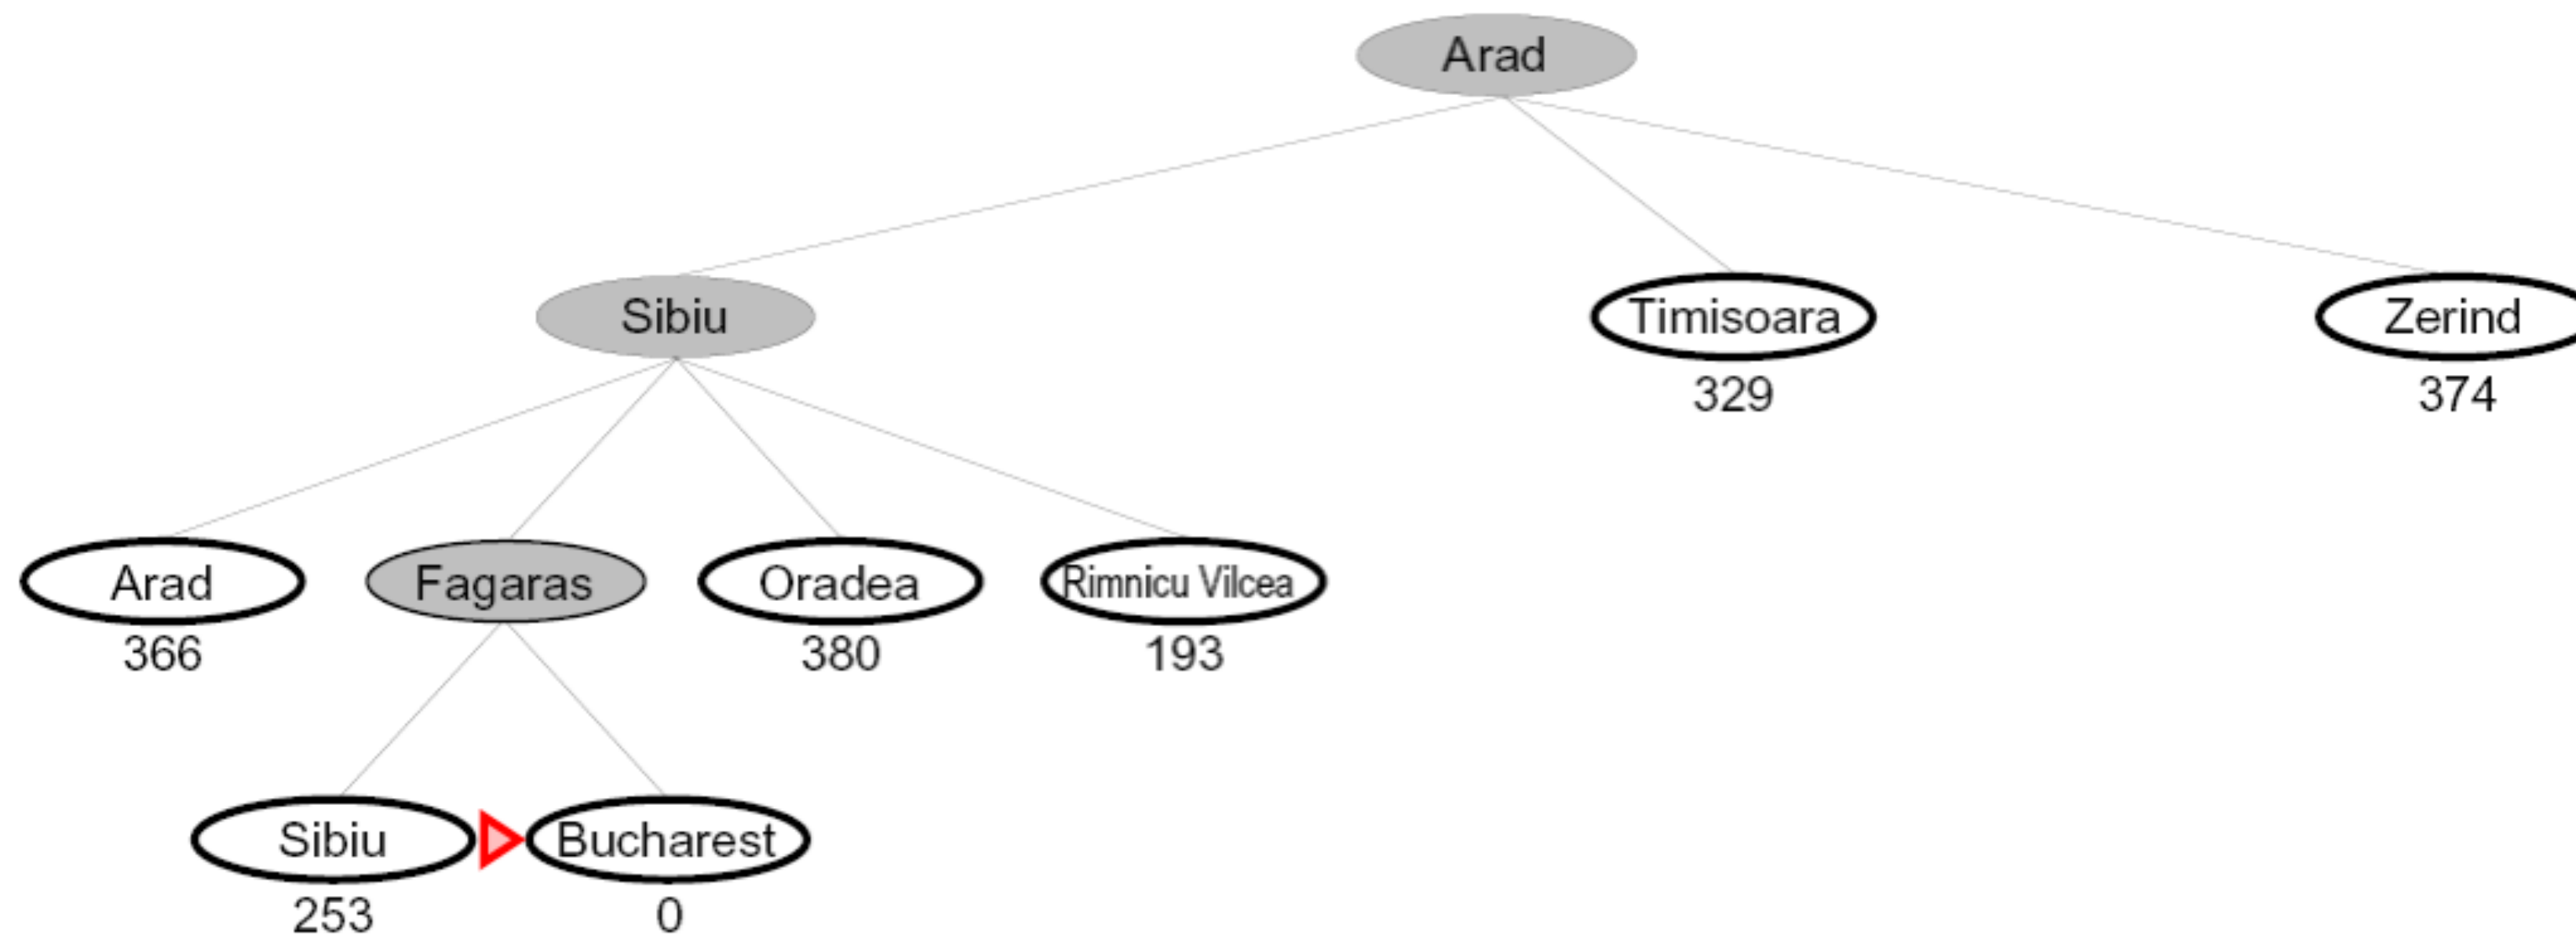 Arad
Sibiu
Timisoara
Zerind
329
374
Arad
Fagaras
Oradea
Rimnicu Vilcea
366
380
193
Sibiu
Bucharest
253
0